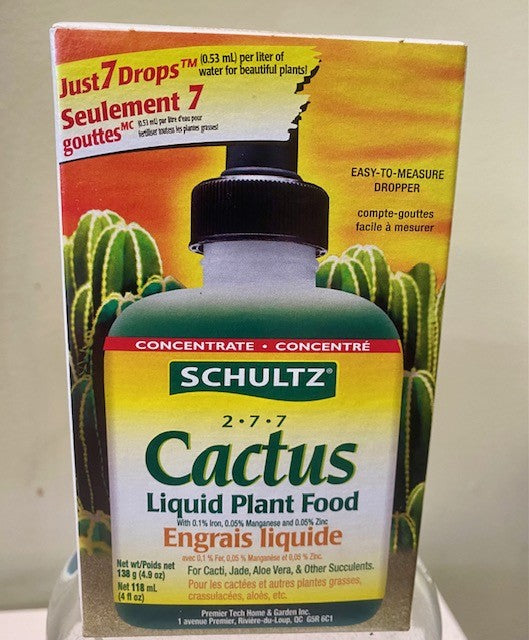 Just 7 Drops™ (0.53 mL) per liter of
water for beautiful plants!
Seulement 7
gouttesMC (0.53 mL) par litre d'eau pour
fertiliser toutes les plantes grasses!
EASY-TO-MEASURE
DROPPER
compte-gouttes
facile à mesurer
CONCENTRATE • CONCENTRÉ
SCHULTZ®
2•7•7
Cactus
Liquid Plant Food
With 0.1% Iron, 0.05% Manganese and 0.05% Zinc
Engrais liquide
avec 0,1 % Fer, 0,05 % Manganèse et 0,05 % Zinc.
Net wt/Poids net
138 g (4.9 oz)
Net 118 mL
(4 fl oz)
For Cacti, Jade, Aloe Vera, & Other Succulents.
Pour les cactées et autres plantes grasses,
crassulacées, aloès, etc.
Premier Tech Home & Garden Inc.
1 avenue Premier, Rivière-du-Loup, QC G5R 6C1